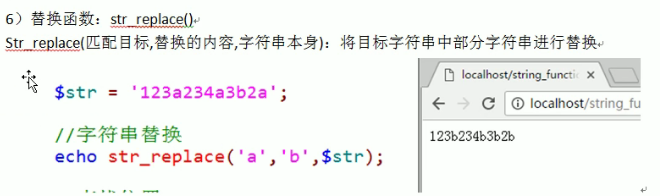 6）替换函数：str_replace()
Str_replace(匹配目标,替换的内容,字符串本身)：将目标字符串中部分字符串进行替换
$str = '123a234a3b2a';
//字符串替换
echo str_replace('a','b',$str);
localhost/string_functi
localhost/string_fu
123b234b3b2b